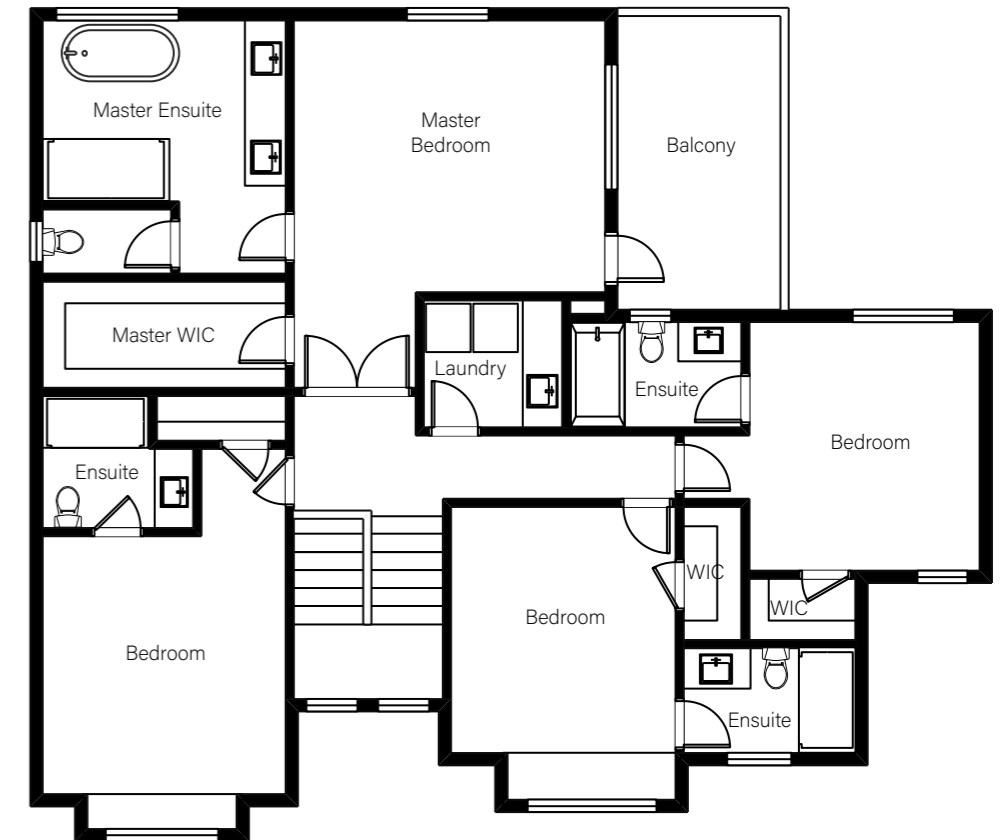 Master Ensuite
Master
Bedroom
Balcony
Master WIC
Laundry
Ensuite
Bedroom
Ensuite
WIC
WIC
Bedroom
Bedroom
Ensuite